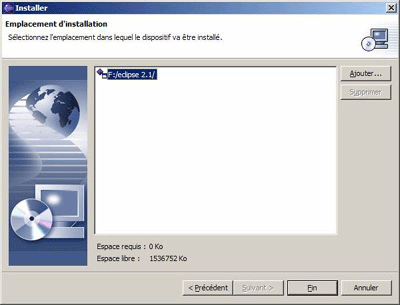 Installer
Emplacement d'installation
Sélectionnez l'emplacement dans lequel le dispositif va être installé.
F:/eclipse 2.1/
Ajouter...
Supprimer
Espace requis : 0 Ko
Espace libre : 1536752 Ko
< Précédent
Suivant >
Fin
Annuler